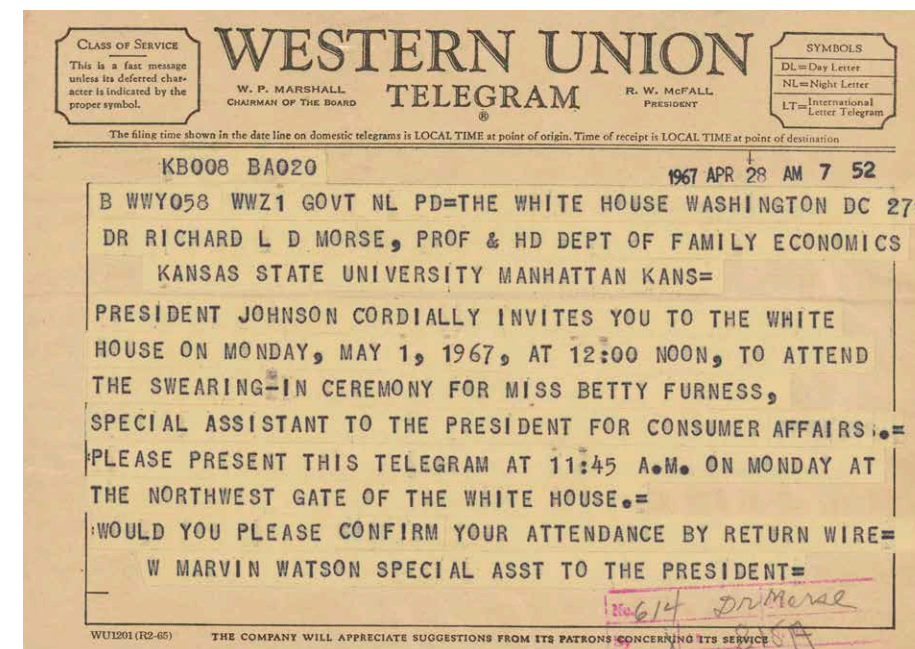 CLASS OF SERVICE
This is a fast message
unless its deferred char-
acter is indicated by the
proper symbol.
WESTERN UNION
TELEGRAM
®
W. P. MARSHALL
CHAIRMAN OF THE BOARD
R. W. McFALL
PRESIDENT
SYMBOLS
DL=Day Letter
NL=Night Letter
LT=International
Letter Telegram
The filing time shown in the date line on domestic telegrams is LOCAL TIME at point of origin. Time of receipt is LOCAL TIME at point of destination
KB008 BA020
1967 APR 28 AM 7 52
B WWY058 WWZ1 GOVT NL PD=THE WHITE HOUSE WASHINGTON DC 27
DR RICHARD L D MORSE, PROF & HD DEPT OF FAMILY ECONOMICS
KANSAS STATE UNIVERSITY MANHATTAN KANS=
PRESIDENT JOHNSON CORDIALLY INVITES YOU TO THE WHITE
HOUSE ON MONDAY, MAY 1, 1967, AT 12:00 NOON, TO ATTEND
THE SWEARING-IN CEREMONY FOR MISS BETTY FURNESS,
SPECIAL ASSISTANT TO THE PRESIDENT FOR CONSUMER AFFAIRS.=
PLEASE PRESENT THIS TELEGRAM AT 11:45 A.M. ON MONDAY AT
THE NORTHWEST GATE OF THE WHITE HOUSE.=
:WOULD YOU PLEASE CONFIRM YOUR ATTENDANCE BY RETURN WIRE=
W MARVIN WATSON SPECIAL ASST TO THE PRESIDENT=
No. 614 Dr Morse
By
WU1201 (R2-65)
THE COMPANY WILL APPRECIATE SUGGESTIONS FROM ITS PATRONS CONCERNING ITS SERVICE